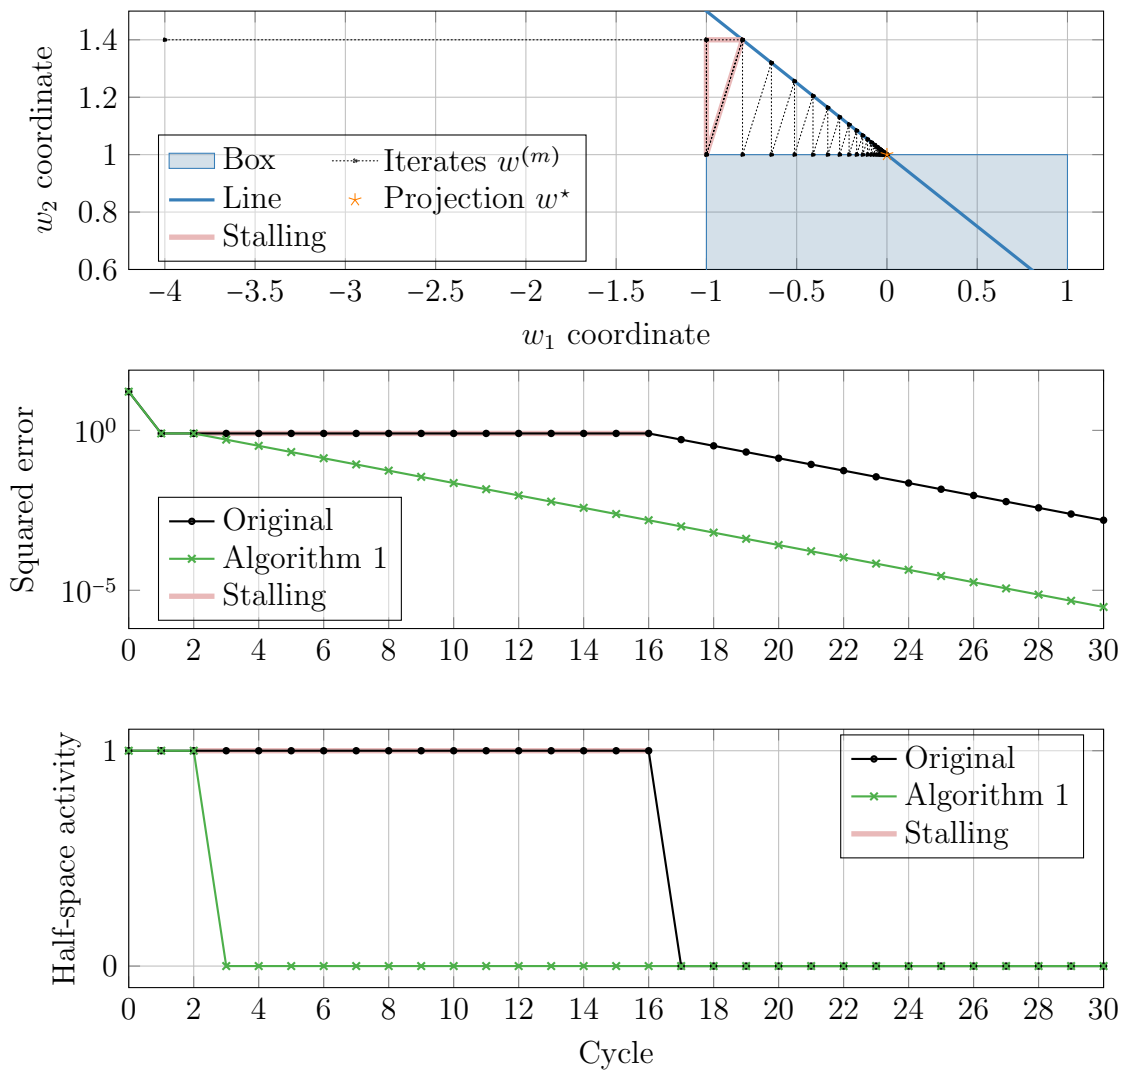 1.4
1.2
1
0.8
0.6
w₂ coordinate
Box
Line
Stalling
Iterates w⁽ᵐ⁾
Projection w⋆
−4 −3.5 −3 −2.5 −2 −1.5 −1 −0.5 0 0.5 1
w₁ coordinate
10⁰
10⁻⁵
Squared error
Original
Algorithm 1
Stalling
0 2 4 6 8 10 12 14 16 18 20 22 24 26 28 30
1
0
Half-space activity
Original
Algorithm 1
Stalling
0 2 4 6 8 10 12 14 16 18 20 22 24 26 28 30
Cycle